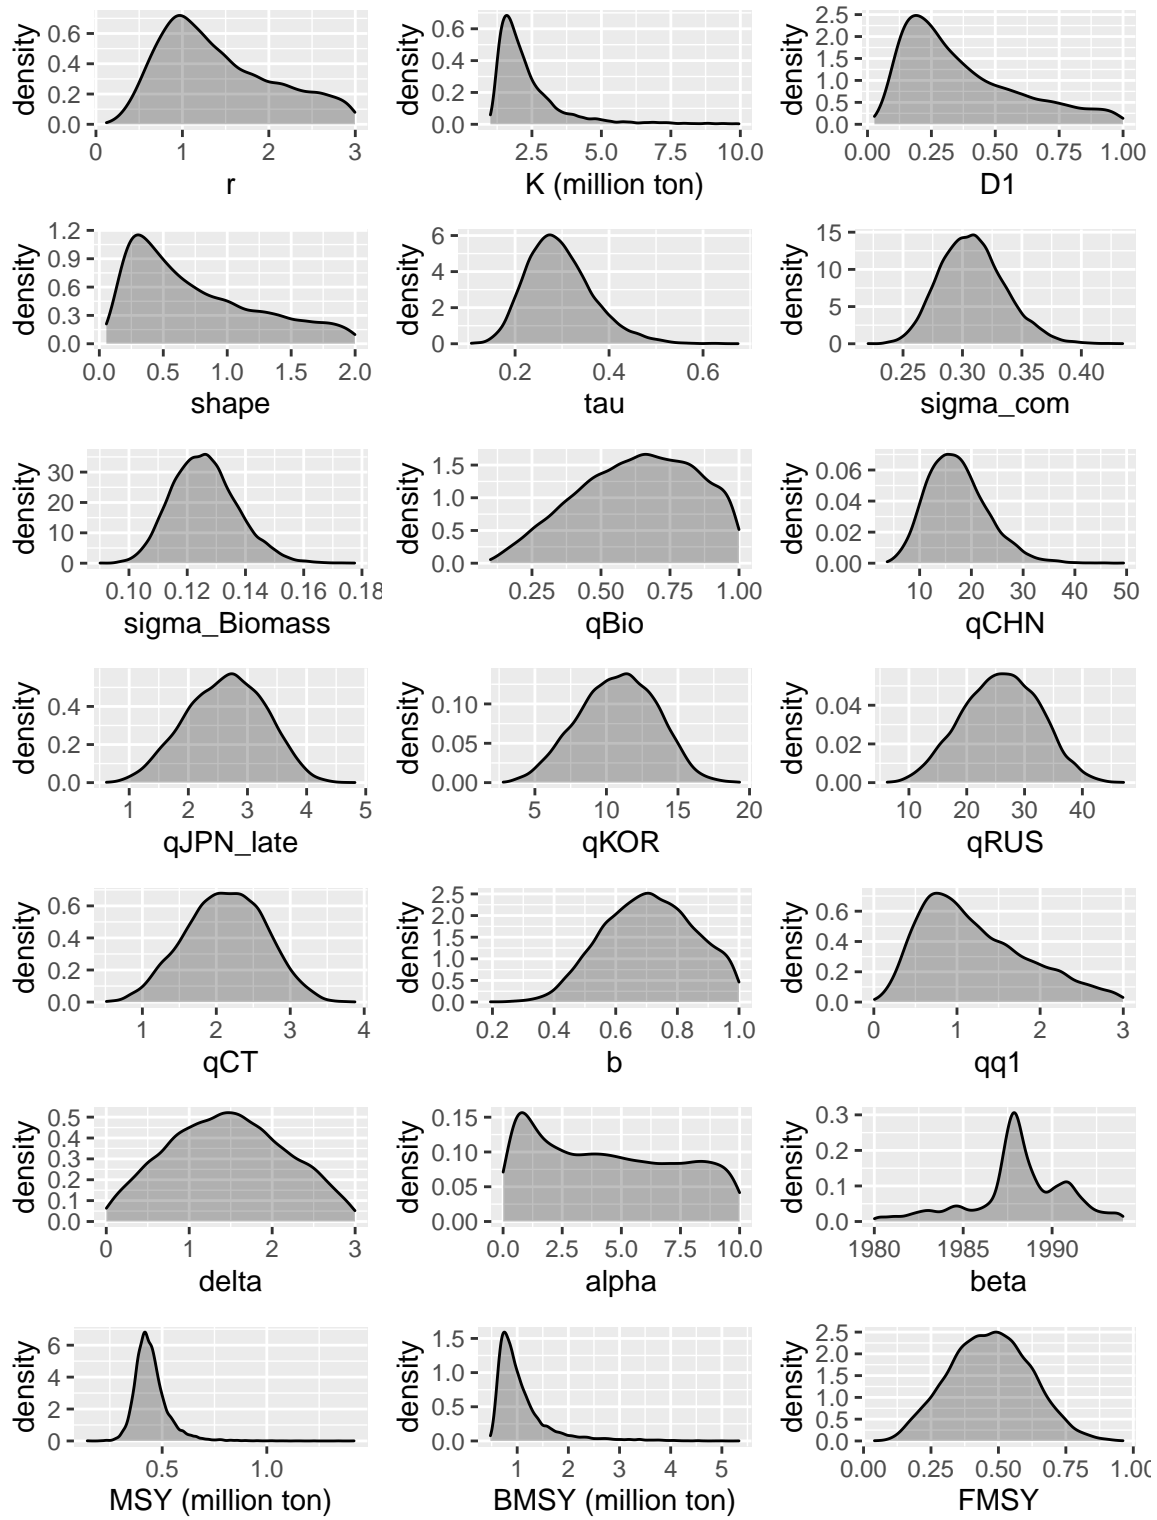 density
0.6
0.4
0.2
0.0
0 1 2 3
r
density
0.6
0.4
0.2
0.0
2.5 5.0 7.5 10.0
K (million ton)
density
2.5
2.0
1.5
1.0
0.5
0.0
0.00 0.25 0.50 0.75 1.00
D1
density
1.2
0.9
0.6
0.3
0.0
0.0 0.5 1.0 1.5 2.0
shape
density
6
4
2
0
0.2 0.4 0.6
tau
density
15
10
5
0
0.25 0.30 0.35 0.40
sigma_com
density
30
20
10
0
0.10 0.12 0.14 0.16 0.18
sigma_Biomass
density
1.5
1.0
0.5
0.0
0.25 0.50 0.75 1.00
qBio
density
0.06
0.04
0.02
0.00
10 20 30 40 50
qCHN
density
0.4
0.2
0.0
1 2 3 4 5
qJPN_late
density
0.10
0.05
0.00
5 10 15 20
qKOR
density
0.04
0.02
0.00
10 20 30 40
qRUS
density
0.6
0.4
0.2
0.0
1 2 3 4
qCT
density
2.5
2.0
1.5
1.0
0.5
0.0
0.2 0.4 0.6 0.8 1.0
b
density
0.6
0.4
0.2
0.0
0 1 2 3
qq1
density
0.5
0.4
0.3
0.2
0.1
0.0
0 1 2 3
delta
density
0.15
0.10
0.05
0.00
0.0 2.5 5.0 7.5 10.0
alpha
density
0.3
0.2
0.1
0.0
1980 1985 1990
beta
density
6
4
2
0
0.5 1.0
MSY (million ton)
density
1.5
1.0
0.5
0.0
1 2 3 4 5
BMSY (million ton)
density
2.5
2.0
1.5
1.0
0.5
0.0
0.00 0.25 0.50 0.75 1.00
FMSY